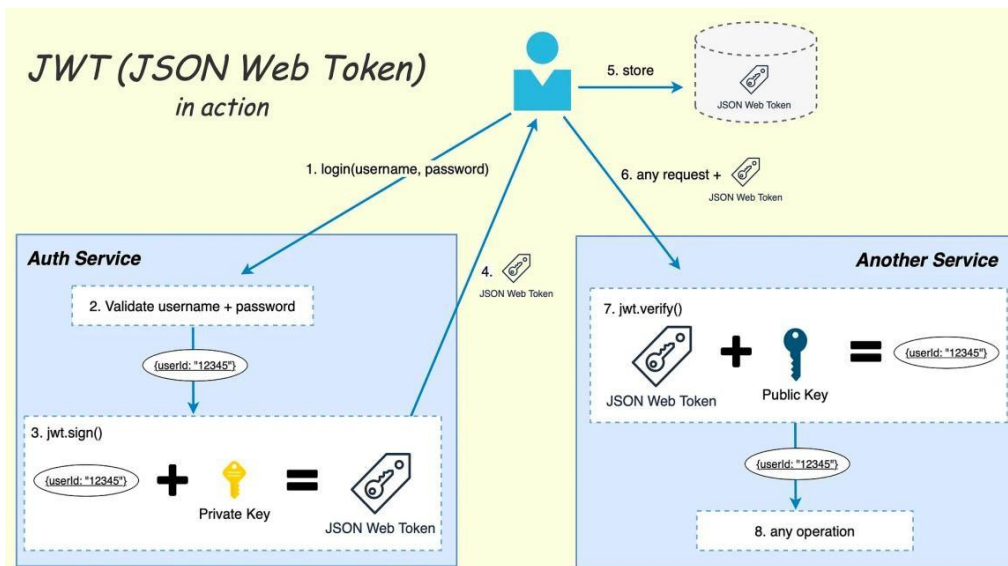 JWT (JSON Web Token)
in action
5. store
JSON Web Token
1. login(username, password)
6. any request +
JSON Web Token
Auth Service
2. Validate username + password
{userId: "12345"}
3. jwt.sign()
{userId: "12345"}
Private Key
JSON Web Token
4.
JSON Web Token
Another Service
7. jwt.verify()
JSON Web Token
Public Key
{userId: "12345"}
{userId: "12345"}
8. any operation